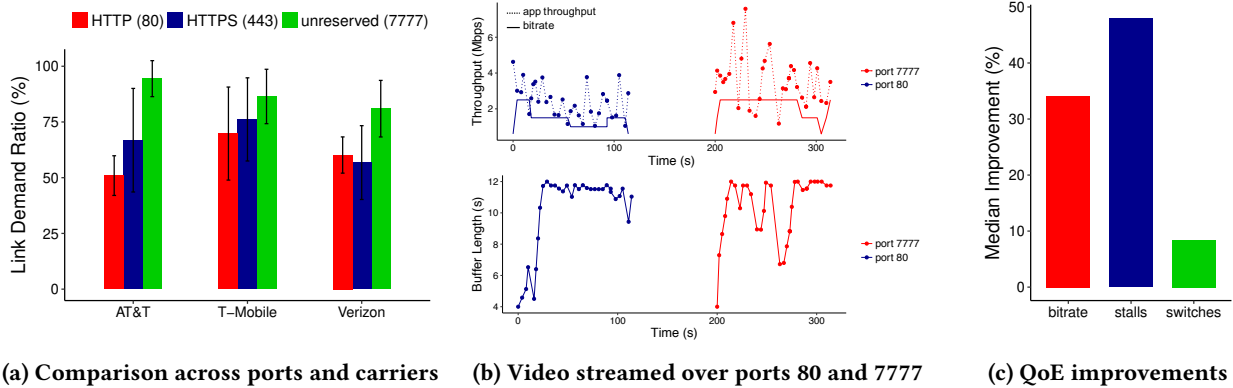 HTTP (80) HTTPS (443) unreserved (7777)
Link Demand Ratio (%)
100
75
50
25
0
AT&T T−Mobile Verizon
(a) Comparison across ports and carriers
app throughput
bitrate
Throughput (Mbps)
6
4
2
port 7777
port 80
0 100 200 300
Time (s)
Buffer Length (s)
12
10
8
6
4
port 7777
port 80
0 100 200 300
Time (s)
(b) Video streamed over ports 80 and 7777
Median Improvement (%)
50
40
30
20
10
0
bitrate stalls switches
(c) QoE improvements